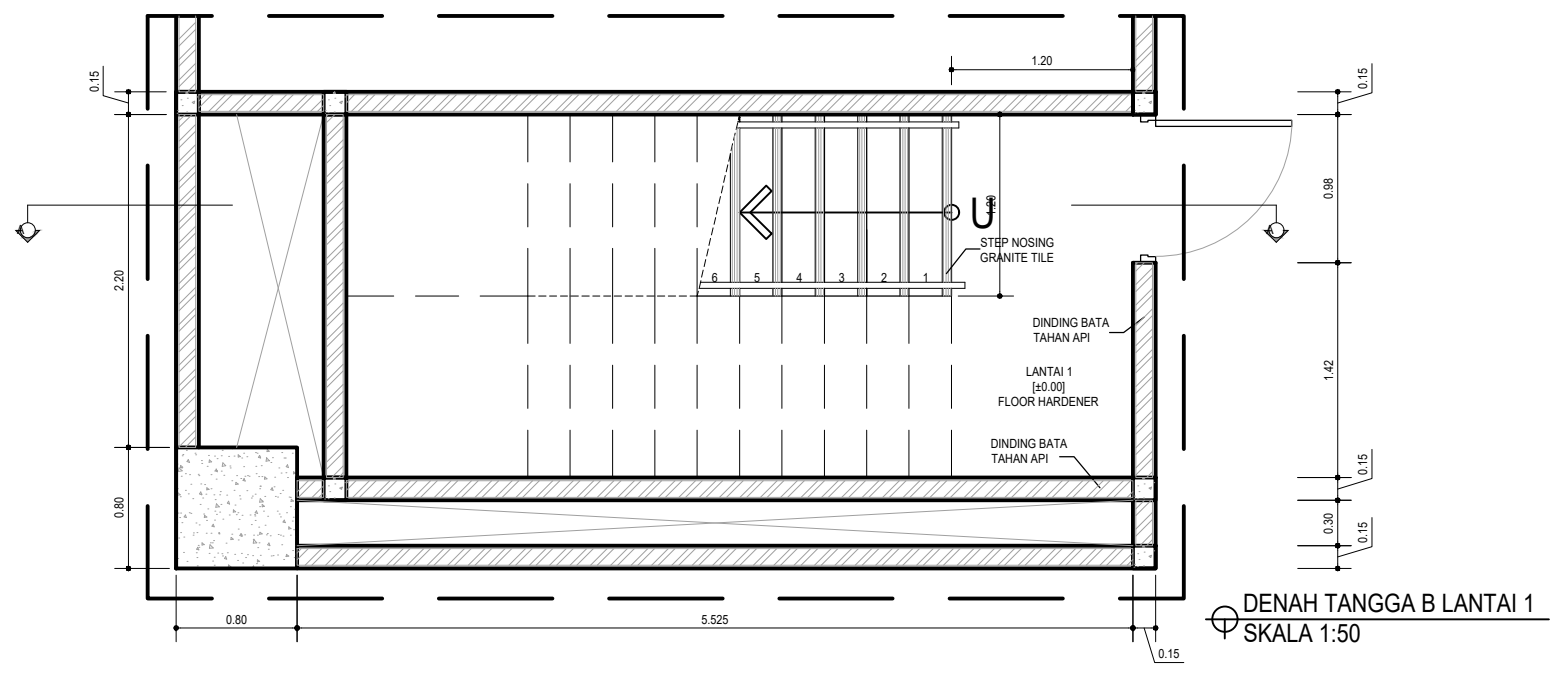 1.20
0.15
0.15
0.98
U
1.20
STEP NOSING
GRANITE TILE
2.20
6 5 4 3 2 1
DINDING BATA
TAHAN API
LANTAI 1
[±0.00]
FLOOR HARDENER
1.42
DINDING BATA
TAHAN API
0.15
0.80
0.30
0.15
DENAH TANGGA B LANTAI 1
SKALA 1:50
0.80
5.525
0.15